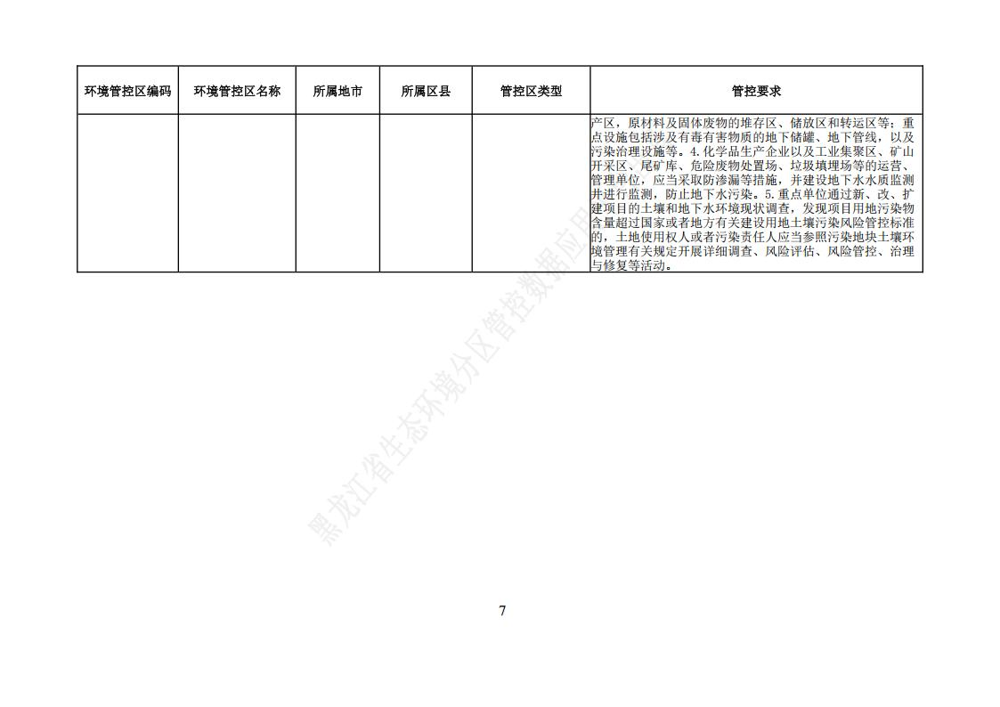 环境管控区编码 环境管控区名称 所属地市 所属区县 管控区类型 管控要求
产区，原材料及固体废物的堆存区、储放区和转运区等；重
点设施包括涉及有毒有害物质的地下储罐、地下管线，以及
污染治理设施等。4.化学品生产企业以及工业集聚区、矿山
开采区、尾矿库、危险废物处置场、垃圾填埋场等的运营、
管理单位，应当采取防渗漏等措施，并建设地下水水质监测
井进行监测，防止地下水污染。5.重点单位通过新、改、扩
建项目的土壤和地下水环境现状调查，发现项目用地污染物
含量超过国家或者地方有关建设用地土壤污染风险管控标准
的，土地使用权人或者污染责任人应当参照污染地块土壤环
境管理有关规定开展详细调查、风险评估、风险管控、治理
与修复等活动。
黑龙江省生态环境分区管控数据应用
7